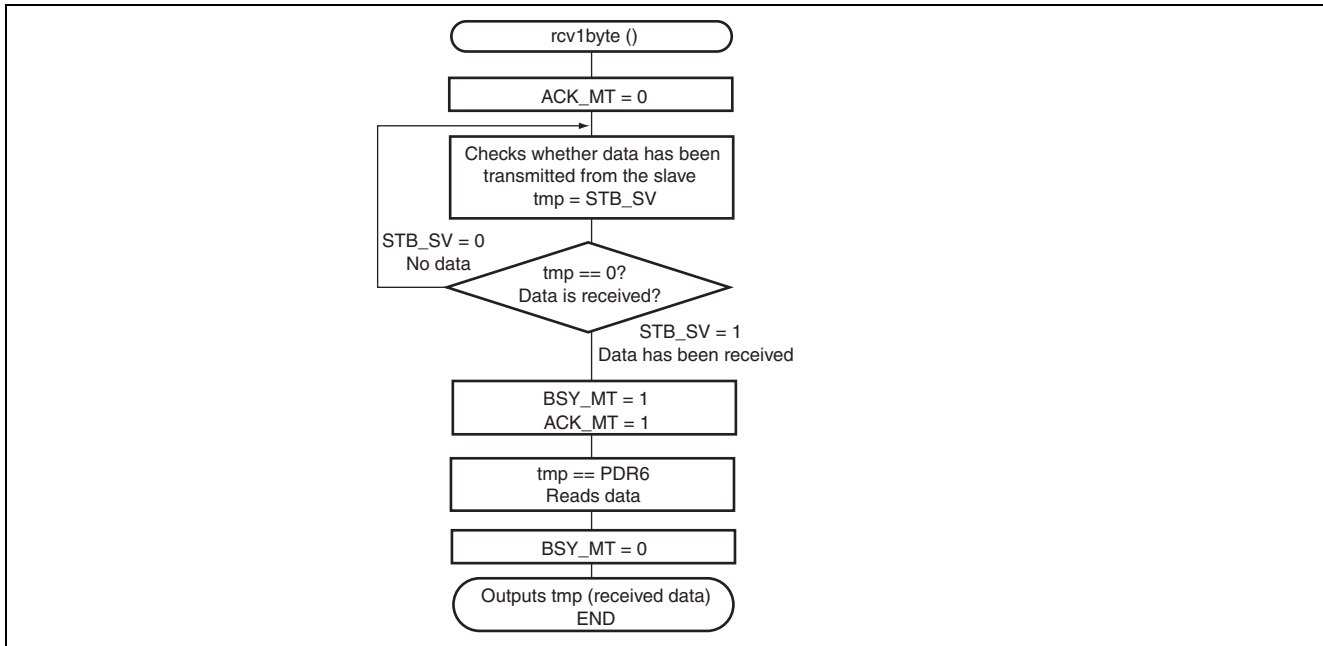 rcv1byte ()
ACK_MT = 0
Checks whether data has been
transmitted from the slave
tmp = STB_SV
STB_SV = 0
No data
tmp == 0?
Data is received?
STB_SV = 1
Data has been received
BSY_MT = 1
ACK_MT = 1
tmp == PDR6
Reads data
BSY_MT = 0
Outputs tmp (received data)
END